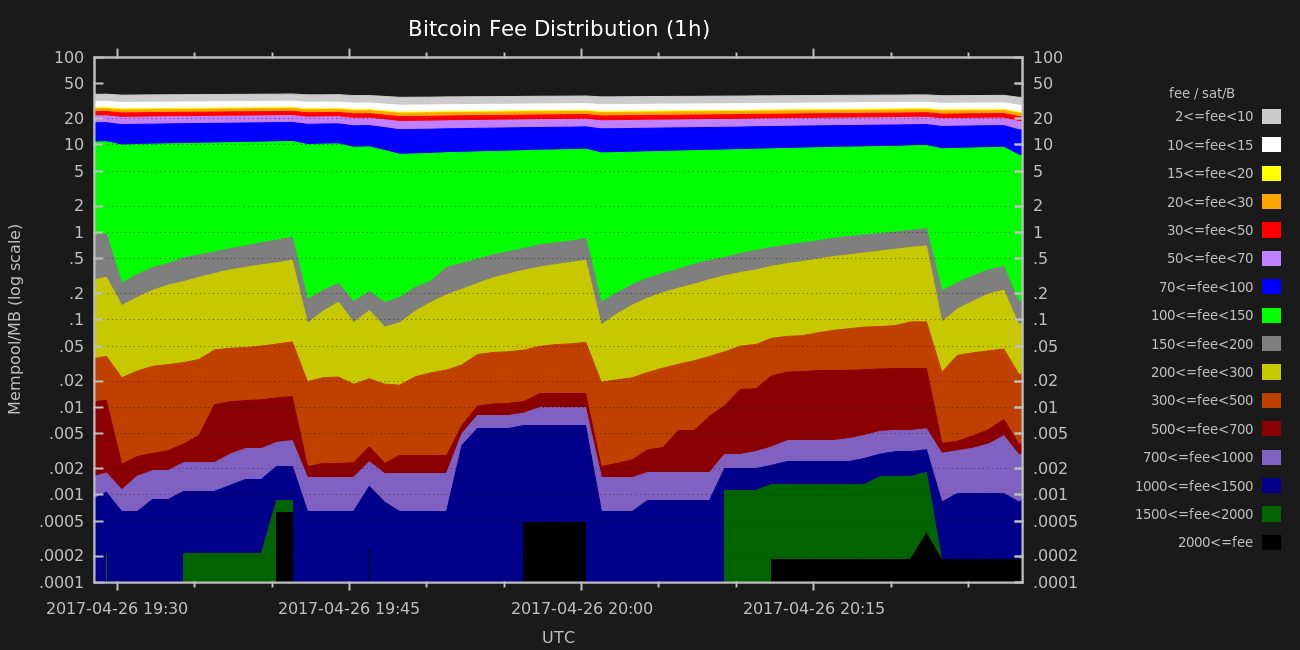 Bitcoin Fee Distribution (1h)
100
50
20
10
5
2
1
.5
.2
.1
.05
.02
.01
.005
.002
.001
.0005
.0002
.0001
Mempool/MB (log scale)
100
50
20
10
5
2
1
.5
.2
.1
.05
.02
.01
.005
.002
.001
.0005
.0002
.0001
2017-04-26 19:30
2017-04-26 19:45
2017-04-26 20:00
2017-04-26 20:15
UTC
fee / sat/B
2<=fee<10
10<=fee<15
15<=fee<20
20<=fee<30
30<=fee<50
50<=fee<70
70<=fee<100
100<=fee<150
150<=fee<200
200<=fee<300
300<=fee<500
500<=fee<700
700<=fee<1000
1000<=fee<1500
1500<=fee<2000
2000<=fee